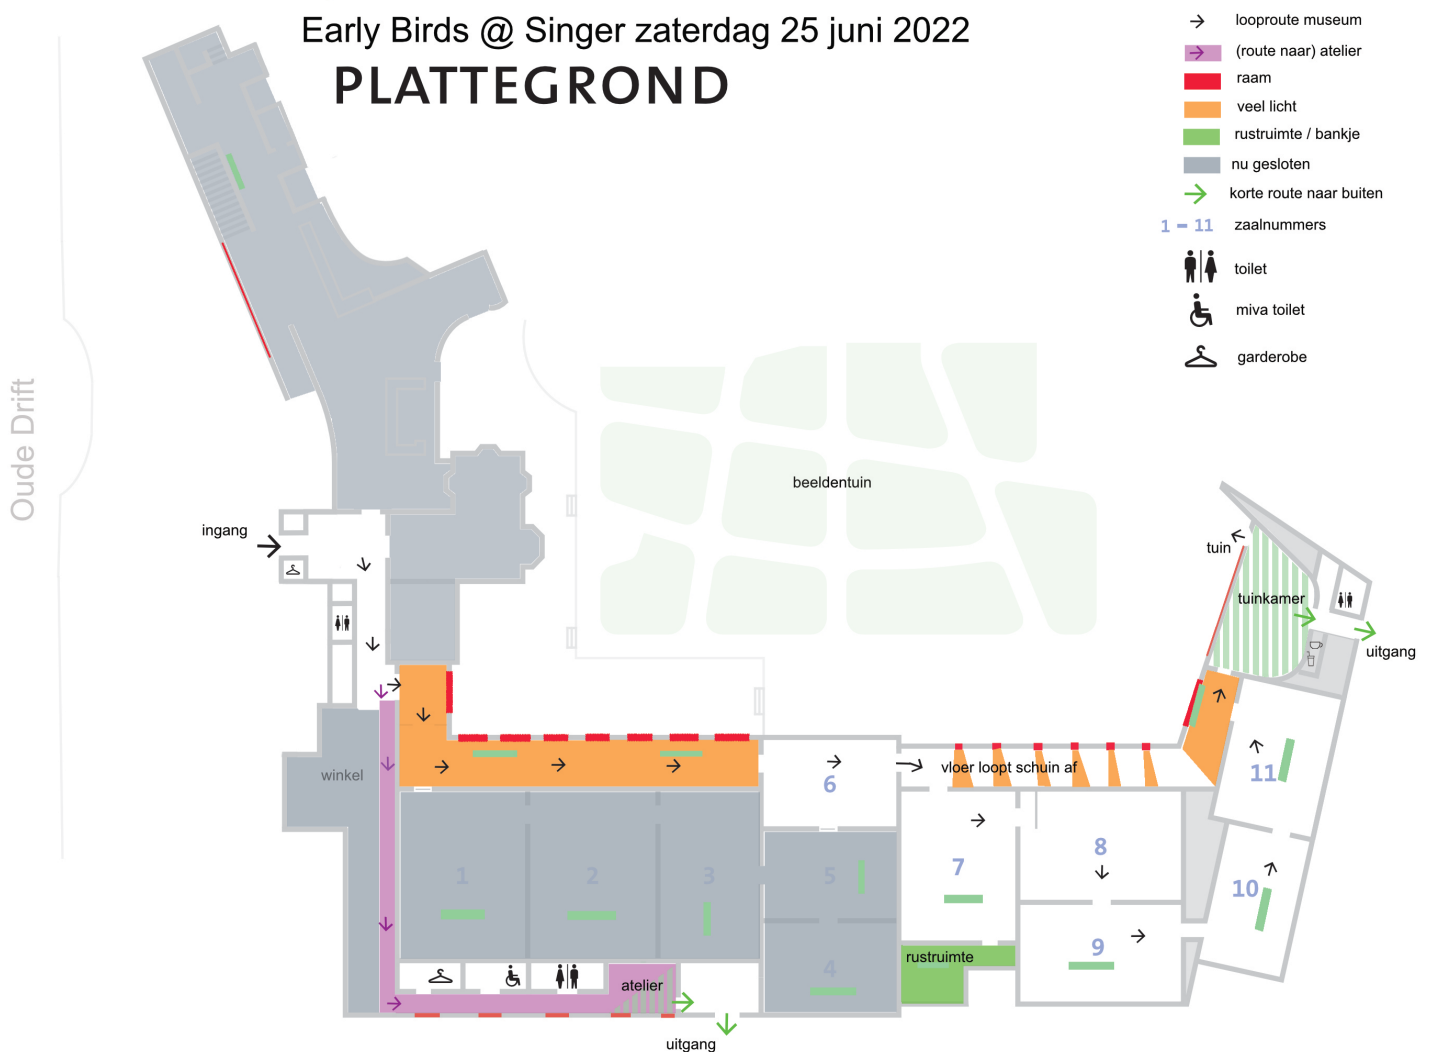 Early Birds @ Singer zaterdag 25 juni 2022
PLATTEGROND
looproute museum
(route naar) atelier
raam
veel licht
rustruimte / bankje
nu gesloten
korte route naar buiten
1 – 11 zaalnummers
toilet
miva toilet
garderobe
Oude Drift
beeldentuin
ingang
tuin
tuinkamer
uitgang
winkel
6
vloer loopt schuin af
11
1
2
3
5
7
8
10
4
9
rustruimte
atelier
uitgang